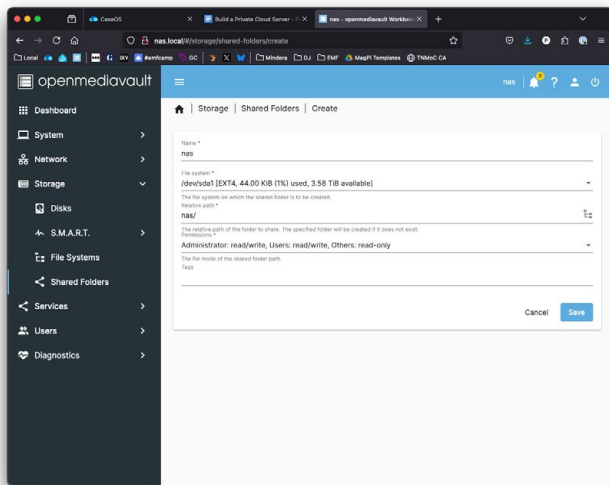 CasaOS
Build a Private Cloud Server - P
nas - openmediavault Workben
nas.local/#/storage/shared-folders/create
Local
DEV
#emfcamp
GC
Mindera
DJ
EMF
MagPi Templates
TNMoC CA
openmediavault
nas
Storage | Shared Folders | Create
Dashboard
System
Network
Storage
Disks
S.M.A.R.T.
File Systems
Shared Folders
Services
Users
Diagnostics
Name *
nas
File system *
/dev/sda1 [EXT4, 44.00 KiB (1%) used, 3.58 TiB available]
The file system on which the shared folder is to be created.
Relative path *
nas/
The relative path of the folder to share. The specified folder will be created if it does not exist.
Permissions *
Administrator: read/write, Users: read/write, Others: read-only
The file mode of the shared folder path.
Tags
Cancel
Save